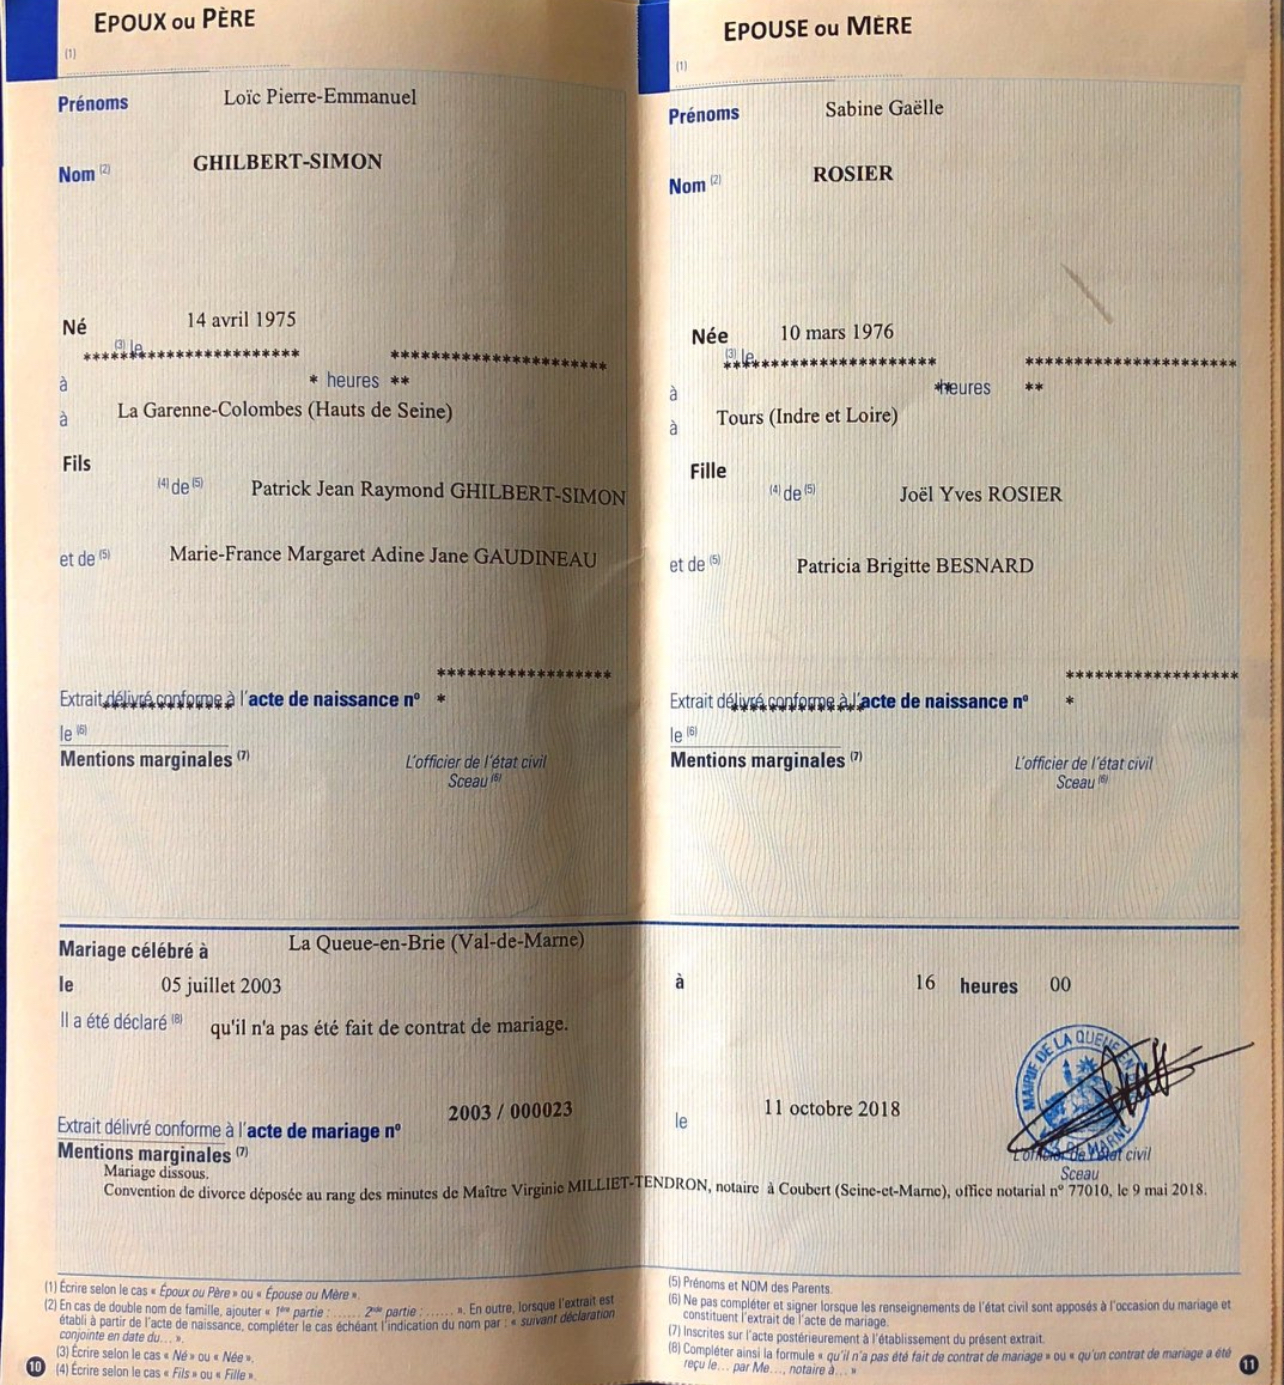 EPOUX ou PÈRE
(1)
Prénoms Loïc Pierre-Emmanuel
Nom (2) GHILBERT-SIMON
Né 14 avril 1975
(3) le
*********************** ***********************
à * heures **
à La Garenne-Colombes (Hauts de Seine)
Fils
(4) de (5) Patrick Jean Raymond GHILBERT-SIMON
et de (5) Marie-France Margaret Adine Jane GAUDINEAU
******************
Extrait délivré conforme à l'acte de naissance nº *
le (6)
Mentions marginales (7) L'officier de l'état civil
Sceau (6)
EPOUSE ou MÈRE
(1)
Prénoms Sabine Gaëlle
Nom (2) ROSIER
Née 10 mars 1976
(3) le
*********************** ***********************
à *heures **
à Tours (Indre et Loire)
Fille
(4) de (5) Joël Yves ROSIER
et de (5) Patricia Brigitte BESNARD
******************
Extrait délivré conforme à l'acte de naissance nº *
le (6)
Mentions marginales (7) L'officier de l'état civil
Sceau (6)
Mariage célébré à La Queue-en-Brie (Val-de-Marne)
le 05 juillet 2003 à 16 heures 00
Il a été déclaré (8) qu'il n'a pas été fait de contrat de mariage.
MAIRIE DE LA QUEUE EN
DE MARNE
Extrait délivré conforme à l'acte de mariage nº 2003 / 000023 le 11 octobre 2018
L'officier de l'état civil
Sceau
Mentions marginales (7)
Mariage dissous.
Convention de divorce déposée au rang des minutes de Maître Virginie MILLIET-TENDRON, notaire à Coubert (Seine-et-Marne), office notarial nº 77010, le 9 mai 2018.
(1) Écrire selon le cas « Époux ou Père » ou « Épouse ou Mère ».
(2) En cas de double nom de famille, ajouter « 1ère partie : ...... 2nde partie : ...... ». En outre, lorsque l'extrait est
établi à partir de l'acte de naissance, compléter le cas échéant l'indication du nom par : « suivant déclaration
conjointe en date du... ».
(3) Écrire selon le cas « Né » ou « Née ».
(4) Écrire selon le cas « Fils » ou « Fille ».
10
(5) Prénoms et NOM des Parents.
(6) Ne pas compléter et signer lorsque les renseignements de l'état civil sont apposés à l'occasion du mariage et
constituent l'extrait de l'acte de mariage.
(7) Inscrites sur l'acte postérieurement à l'établissement du présent extrait.
(8) Compléter ainsi la formule « qu'il n'a pas été fait de contrat de mariage » ou « qu'un contrat de mariage a été
reçu le... par Me..., notaire à... »
11